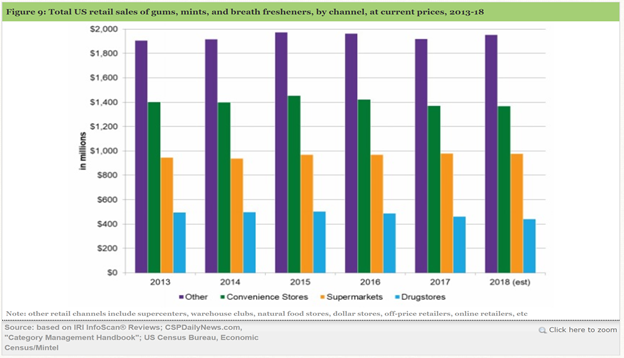 Figure 9: Total US retail sales of gums, mints, and breath fresheners, by channel, at current prices, 2013-18
$2,000
$1,800
$1,600
$1,400
$1,200
$1,000
$800
$600
$400
$200
$0
in millions
2013 2014 2015 2016 2017 2018 (est)
Other Convenience Stores Supermarkets Drugstores
Note: other retail channels include supercenters, warehouse clubs, natural food stores, dollar stores, off-price retailers, online retailers, etc
Source: based on IRI InfoScan® Reviews; CSPDailyNews.com,
"Category Management Handbook"; US Census Bureau, Economic
Census/Mintel
Click here to zoom